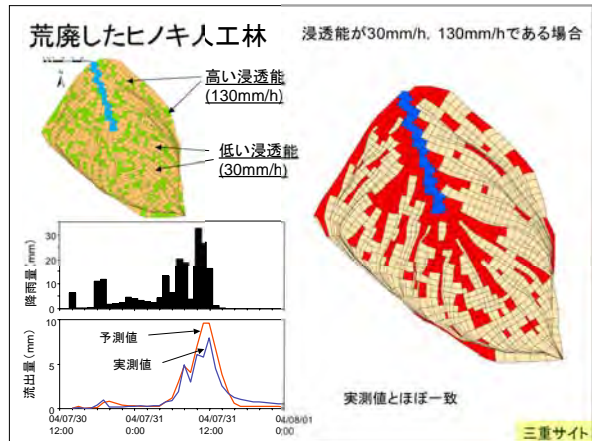 荒廃したヒノキ人工林
浸透能が30mm/h, 130mm/hである場合
高い浸透能
(130mm/h)
低い浸透能
(30mm/h)
降雨量(mm)
30
20
10
0
流出量(mm)
10
5
0
予測値
実測値
04/07/30
12:00
04/07/31
0:00
04/07/31
12:00
04/08/01
0:00
実測値とほぼ一致
三重サイト